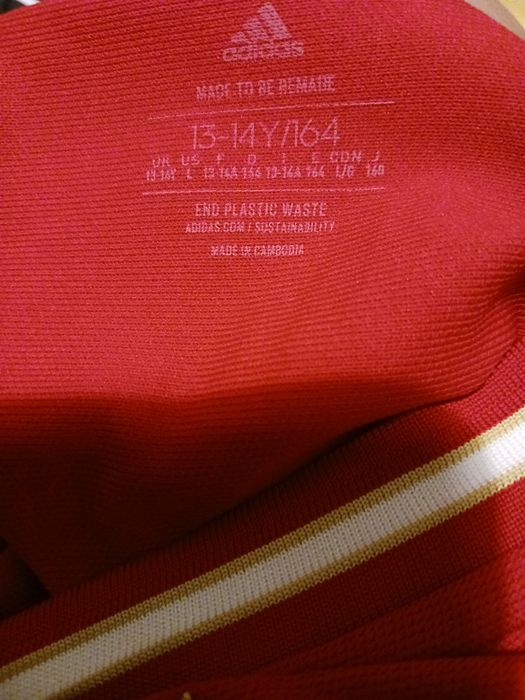 adidas
MADE TO BE REMADE
13-14Y/164
UK US F D I E CDN J
13-14Y L 13-14A 164 13-14A 164 L/G 160
END PLASTIC WASTE
ADIDAS.COM / SUSTAINABILITY
MADE IN CAMBODIA